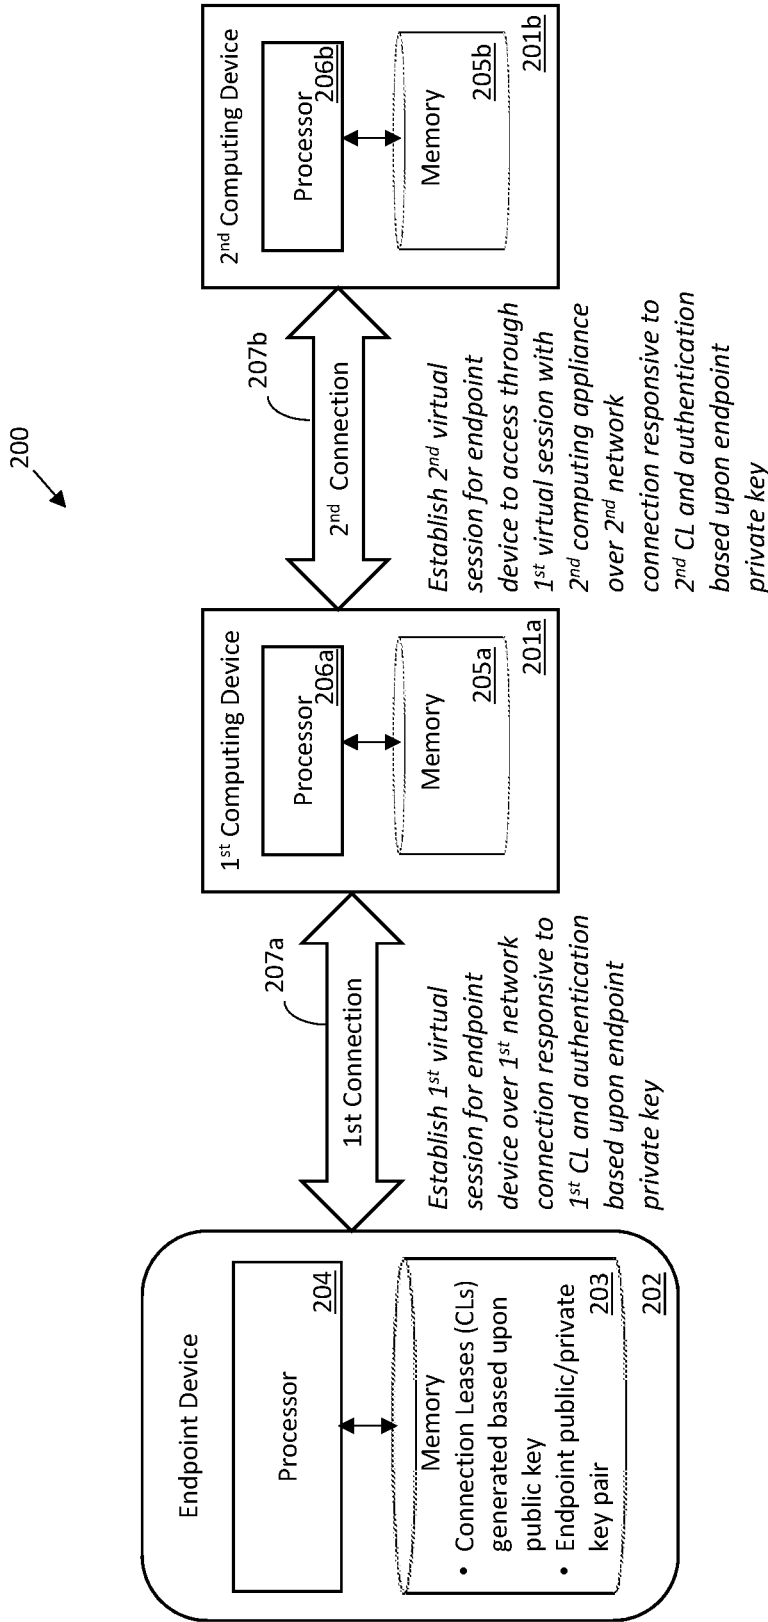 200
Endpoint Device
Processor
204
Memory
• Connection Leases (CLs)
generated based upon
public key
• Endpoint public/private
key pair
203
202
207a
1st Connection
Establish 1st virtual
session for endpoint
device over 1st network
connection responsive to
1st CL and authentication
based upon endpoint
private key
1st Computing Device
Processor
206a
Memory
205a
201a
207b
2nd Connection
Establish 2nd virtual
session for endpoint
device to access through
1st virtual session with
2nd computing appliance
over 2nd network
connection responsive to
2nd CL and authentication
based upon endpoint
private key
2nd Computing Device
Processor
206b
Memory
205b
201b